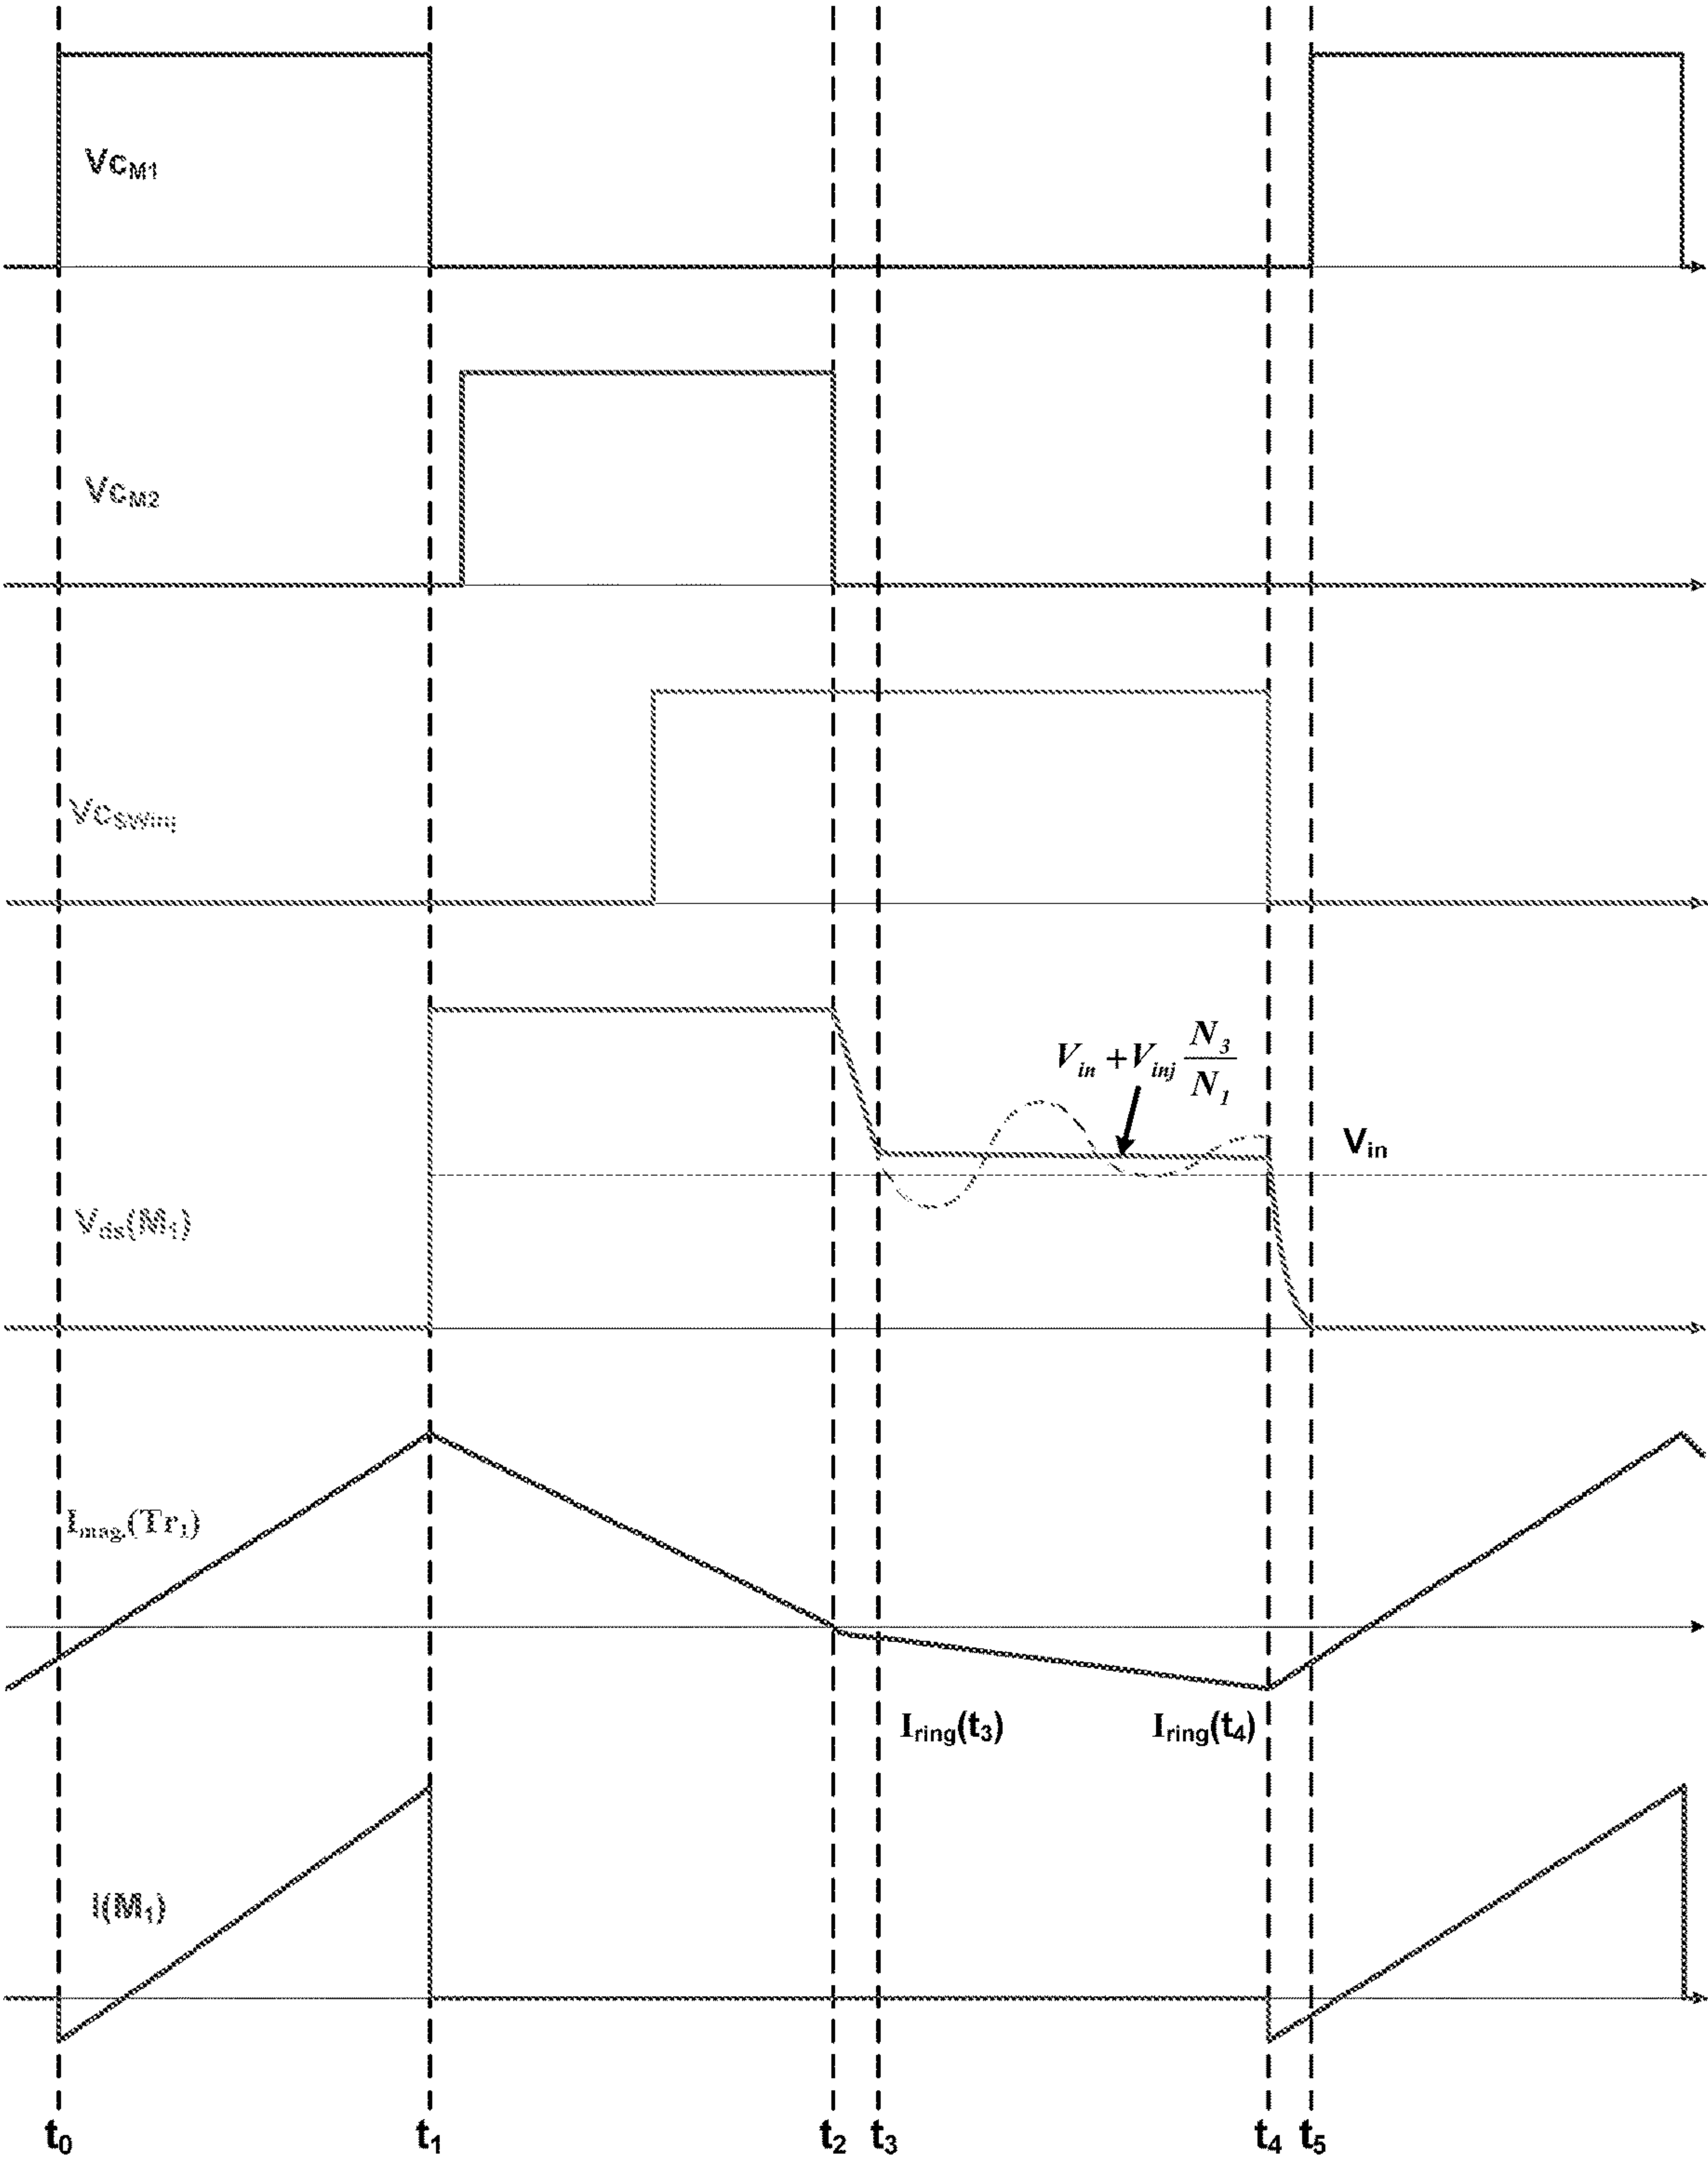 Vc_M1
Vc_M2
Vc_SWinj
V_in + V_inj N_3/N_1
V_in
V_ds(M_1)
I_mag.(Tr_1)
I_ring(t_3) I_ring(t_4)
I(M_1)
t_0 t_1 t_2 t_3 t_4 t_5